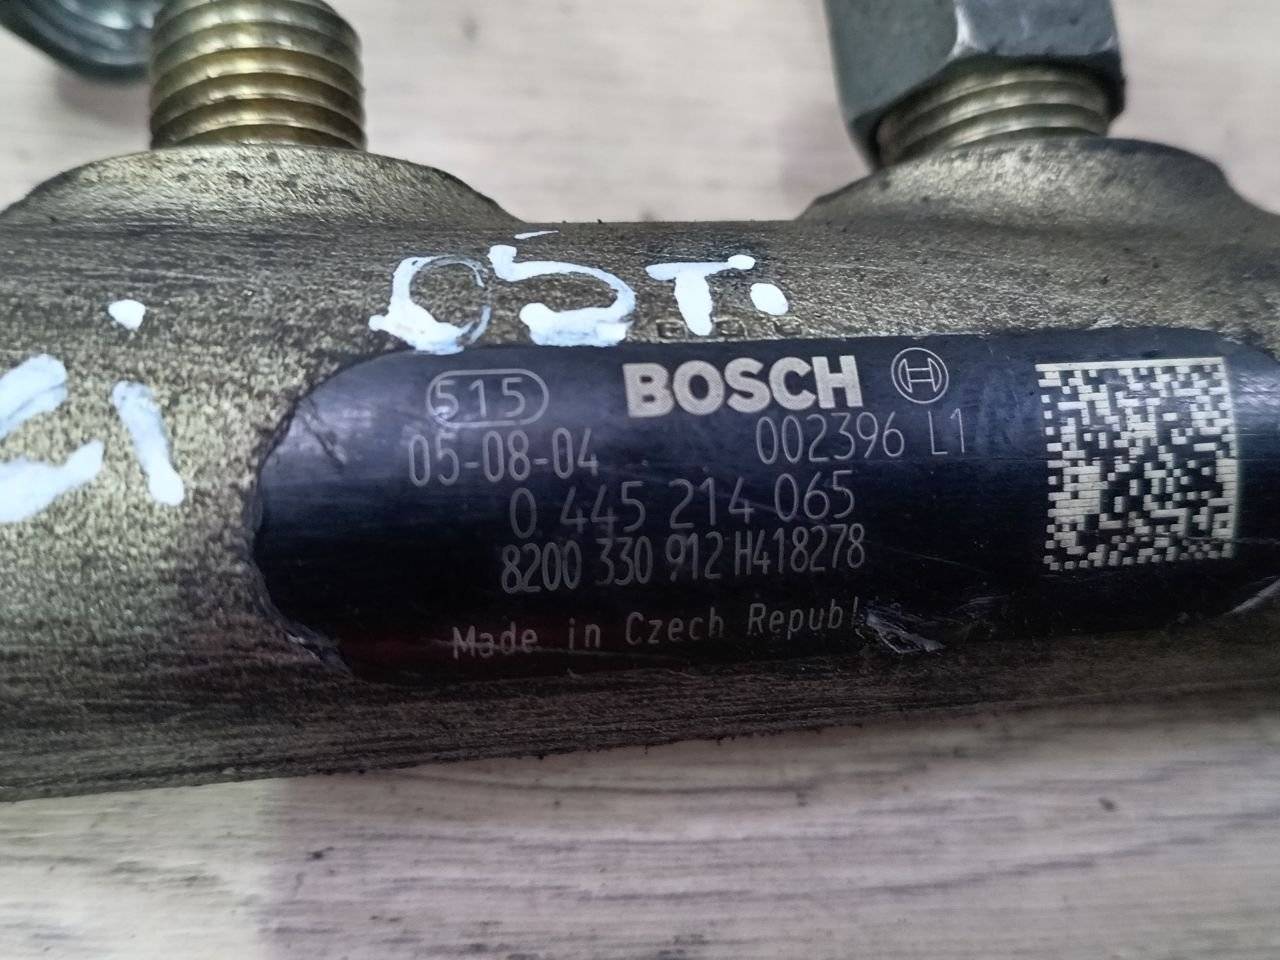 05 г.
515 BOSCH
05-08-04 002396 L1
0 445 214 065
8200 330 912 H418278
Made in Czech Republ